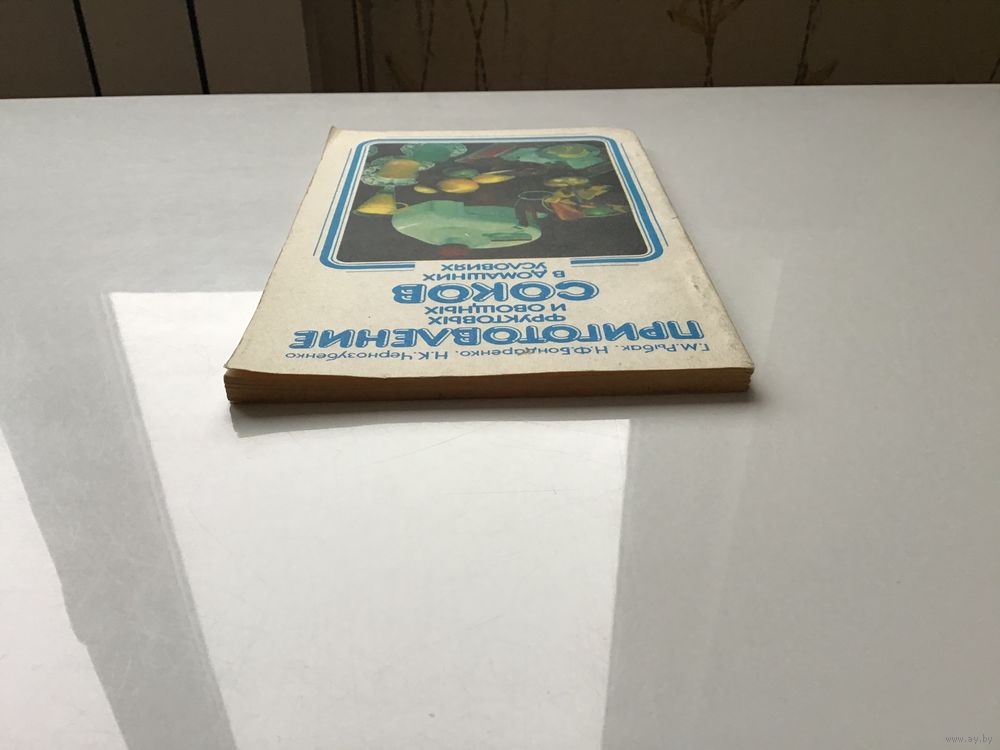 Г.М.Рыбак. Н.Ф.Бондаренко. Н.К.Чернозубенко
ПРИГОТОВЛЕНИЕ
ФРУКТОВЫХ
И ОВОЩНЫХ
СОКОВ
В ДОМАШНИХ
УСЛОВИЯХ
www.ay.by